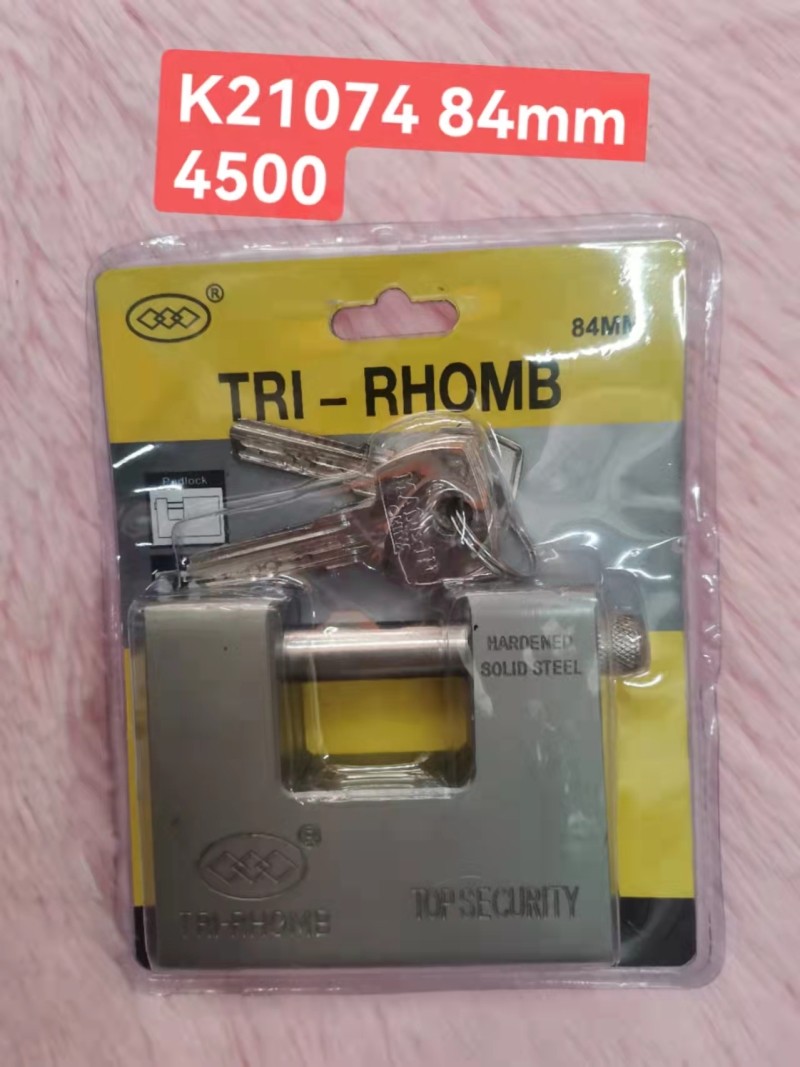 K21074 84mm
4500
®
84MM
TRI – RHOMB
Padlock
HARDENED
SOLID STEEL
®
TRI-RHOMB
TOP SECURITY